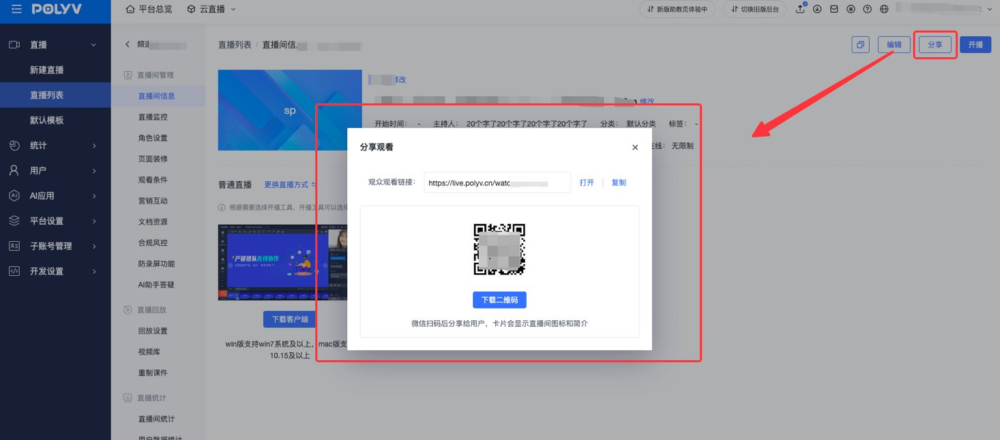 POLYV
平台总览
云直播
新版助教页体验中
切换旧版后台
直播
新建直播
直播列表
默认模板
统计
用户
AI应用
平台设置
子账号管理
开发设置
直播间管理
直播间信息
直播监控
角色设置
页面装修
观看条件
营销互动
文档资源
合规风控
防录屏功能
AI助手答疑
直播回放
回放设置
视频库
重制课件
直播统计
直播间统计
直播列表 / 直播间信
编辑
分享
开播
sp
修改
修改
开始时间: -
主持人: 20个字了20个字了20个字了20个字了
分类: 默认分类
标签: -
在线: 无限制
普通直播
更换直播方式
根据需要选择开播工具,开播工具可以选
产研团队在线协作
下载客户端
win版支持win7系统及以上,mac版支
10.15及以上
分享观看
观众观看链接:
https://live.polyv.cn/watc
打开
复制
下载二维码
微信扫码后分享给用户,卡片会显示直播间图标和简介